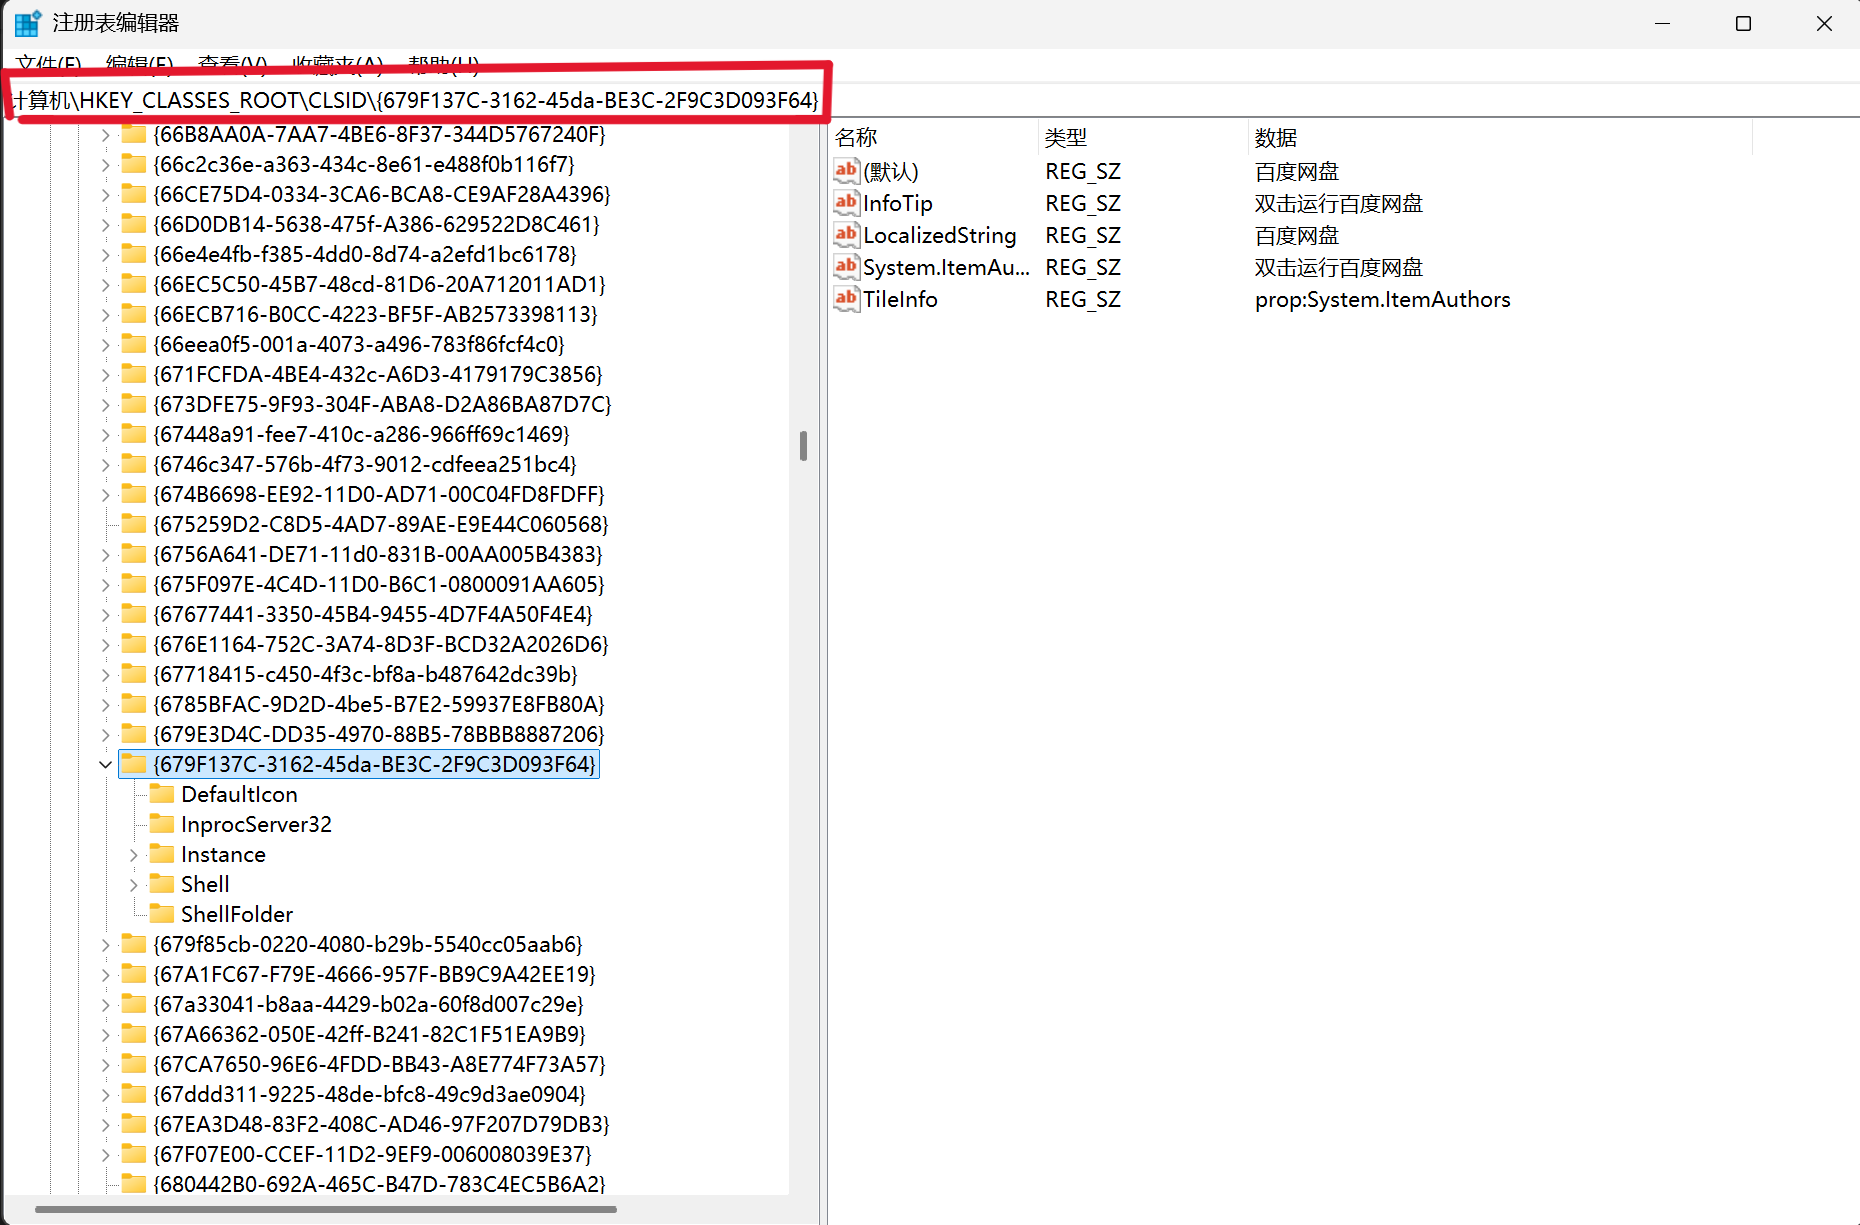 注册表编辑器
文件(F) 编辑(E) 查看(V) 收藏夹(A) 帮助(H)
计算机\HKEY_CLASSES_ROOT\CLSID\{679F137C-3162-45da-BE3C-2F9C3D093F64}
{66B8AA0A-7AA7-4BE6-8F37-344D5767240F}
{66c2c36e-a363-434c-8e61-e488f0b116f7}
{66CE75D4-0334-3CA6-BCA8-CE9AF28A4396}
{66D0DB14-5638-475f-A386-629522D8C461}
{66e4e4fb-f385-4dd0-8d74-a2efd1bc6178}
{66EC5C50-45B7-48cd-81D6-20A712011AD1}
{66ECB716-B0CC-4223-BF5F-AB2573398113}
{66eea0f5-001a-4073-a496-783f86fcf4c0}
{671FCFDA-4BE4-432c-A6D3-4179179C3856}
{673DFE75-9F93-304F-ABA8-D2A86BA87D7C}
{67448a91-fee7-410c-a286-966ff69c1469}
{6746c347-576b-4f73-9012-cdfeea251bc4}
{674B6698-EE92-11D0-AD71-00C04FD8FDFF}
{675259D2-C8D5-4AD7-89AE-E9E44C060568}
{6756A641-DE71-11d0-831B-00AA005B4383}
{675F097E-4C4D-11D0-B6C1-0800091AA605}
{67677441-3350-45B4-9455-4D7F4A50F4E4}
{676E1164-752C-3A74-8D3F-BCD32A2026D6}
{67718415-c450-4f3c-bf8a-b487642dc39b}
{6785BFAC-9D2D-4be5-B7E2-59937E8FB80A}
{679E3D4C-DD35-4970-88B5-78BBB8887206}
{679F137C-3162-45da-BE3C-2F9C3D093F64}
DefaultIcon
InprocServer32
Instance
Shell
ShellFolder
{679f85cb-0220-4080-b29b-5540cc05aab6}
{67A1FC67-F79E-4666-957F-BB9C9A42EE19}
{67a33041-b8aa-4429-b02a-60f8d007c29e}
{67A66362-050E-42ff-B241-82C1F51EA9B9}
{67CA7650-96E6-4FDD-BB43-A8E774F73A57}
{67ddd311-9225-48de-bfc8-49c9d3ae0904}
{67EA3D48-83F2-408C-AD46-97F207D79DB3}
{67F07E00-CCEF-11D2-9EF9-006008039E37}
{680442B0-692A-465C-B47D-783C4EC5B6A2}
名称 类型 数据
(默认) REG_SZ 百度网盘
InfoTip REG_SZ 双击运行百度网盘
LocalizedString REG_SZ 百度网盘
System.ItemAu... REG_SZ 双击运行百度网盘
TileInfo REG_SZ prop:System.ItemAuthors